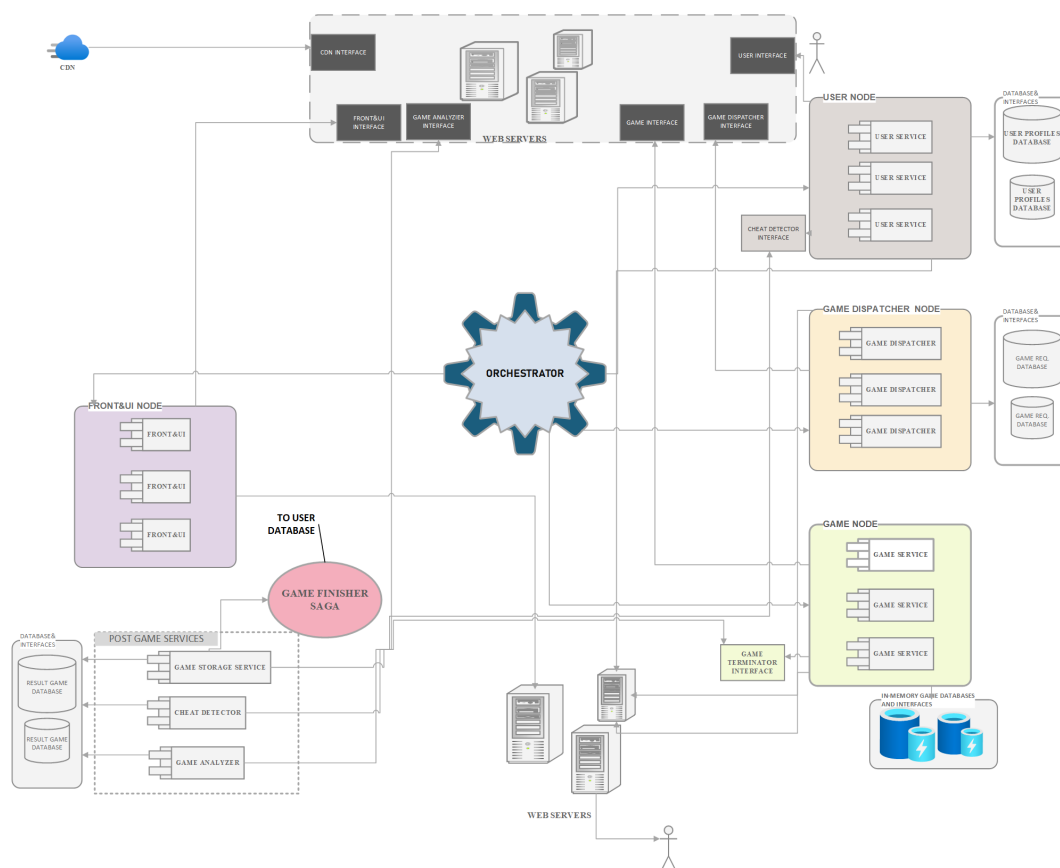 CDN
CDN INTERFACE
USER INTERFACE
FRONT&UI
INTERFACE
GAME ANALYZIER
INTERFACE
GAME INTERFACE
GAME DISPATCHER
INTERFACE
WEB SERVERS
USER NODE
USER SERVICE
USER SERVICE
USER SERVICE
DATABASE&
INTERFACES
USER PROFILES
DATABASE
USER
PROFILES
DATABASE
CHEAT DETECTOR
INTERFACE
ORCHESTRATOR
GAME DISPATCHER NODE
GAME DISPATCHER
GAME DISPATCHER
GAME DISPATCHER
DATABASE&
INTERFACES
GAME REQ.
DATABASE
GAME REQ.
DATABASE
FRONT&UI NODE
FRONT&UI
FRONT&UI
FRONT&UI
TO USER
DATABASE
GAME FINISHER
SAGA
GAME NODE
GAME SERVICE
GAME SERVICE
GAME SERVICE
GAME
TERMINATOR
INTERFACE
POST GAME SERVICES
DATABASE&
INTERFACES
RESULT GAME
DATABASE
RESULT GAME
DATABASE
GAME STORAGE SERVICE
CHEAT DETECTOR
GAME ANALYZER
IN-MEMORY GAME DATABASES
AND INTERFACES
WEB SERVERS